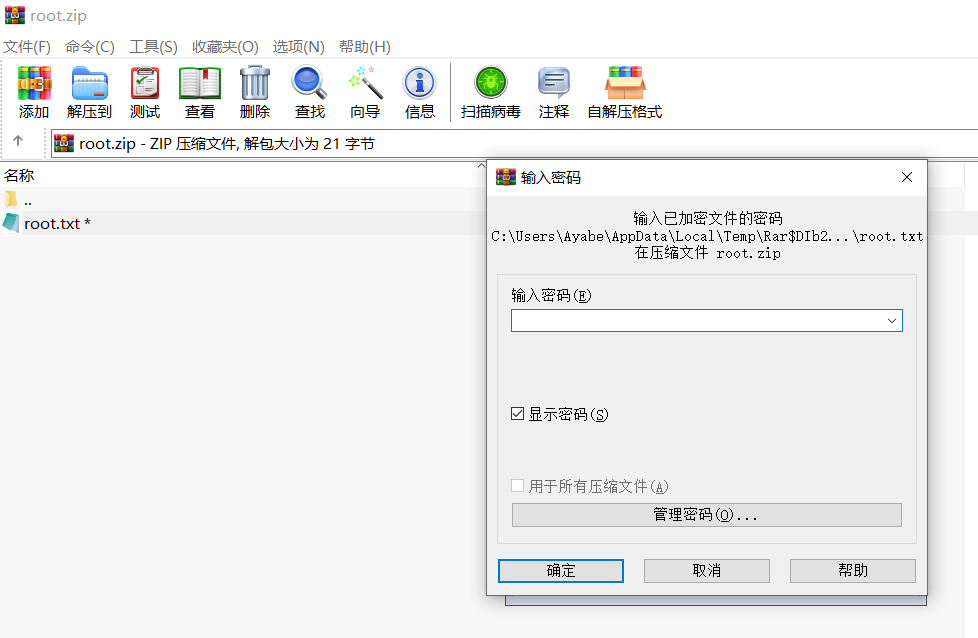 root.zip
文件(F) 命令(C) 工具(S) 收藏夹(O) 选项(N) 帮助(H)
添加 解压到 测试 查看 删除 查找 向导 信息 扫描病毒 注释 自解压格式
root.zip - ZIP 压缩文件, 解包大小为 21 字节
名称
..
root.txt *
输入密码
输入已加密文件的密码
C:\Users\Ayabe\AppData\Local\Temp\Rar$DIb2...\root.txt
在压缩文件 root.zip
输入密码(E)
显示密码(S)
用于所有压缩文件(A)
管理密码(O)...
确定 取消 帮助